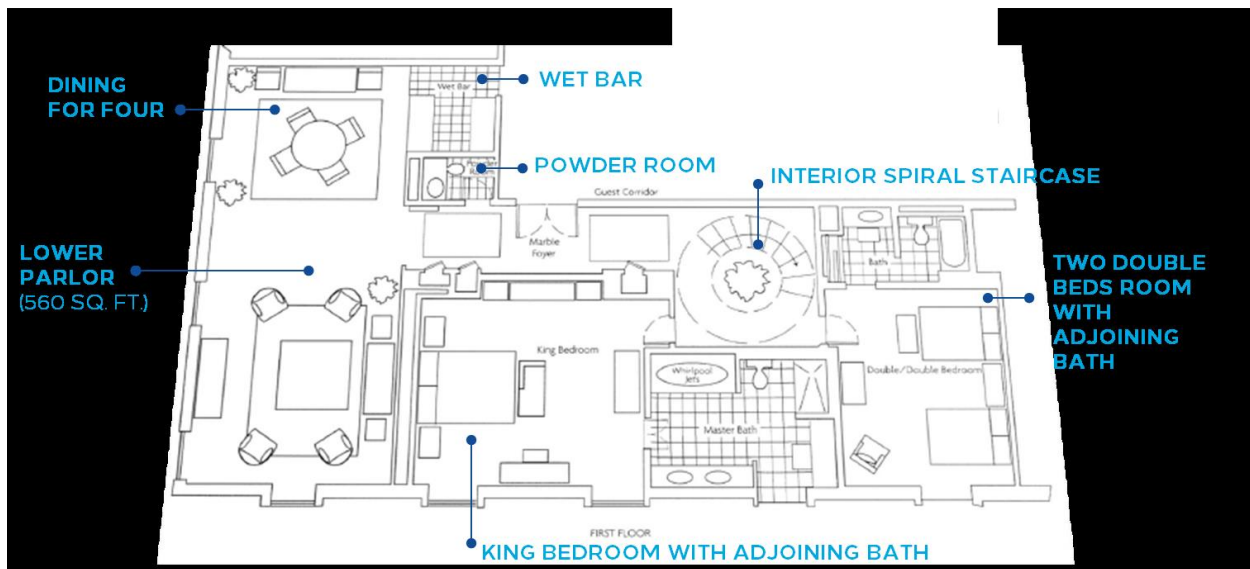 DINING
FOR FOUR
WET BAR
Wet Bar
POWDER ROOM
Powder
Room
INTERIOR SPIRAL STAIRCASE
Guest Corridor
Marble
Foyer
LOWER
PARLOR
(560 SQ. FT.)
Bath
TWO DOUBLE
BEDS ROOM
WITH
ADJOINING
BATH
King Bedroom
Whirlpool
Jets
Double/Double Bedroom
Master Bath
FIRST FLOOR
KING BEDROOM WITH ADJOINING BATH